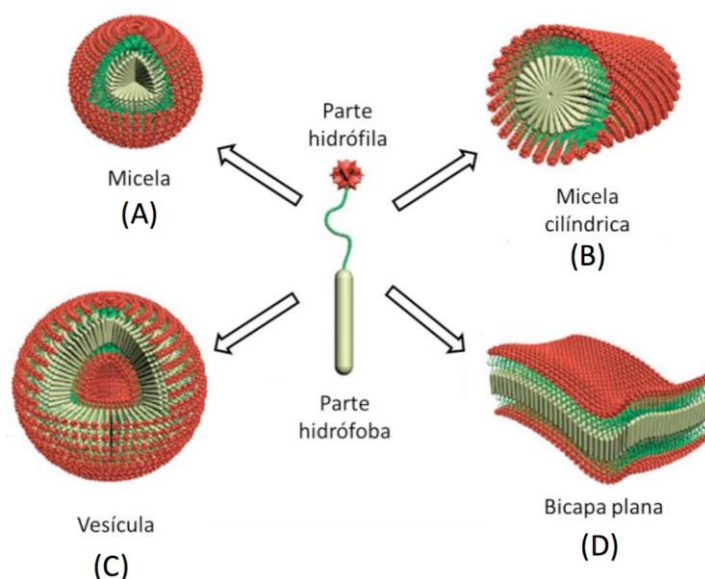 Parte
hidrófila
Micela
(A)
Micela
cilíndrica
(B)
Parte
hidrófoba
Vesícula
(C)
Bicapa plana
(D)